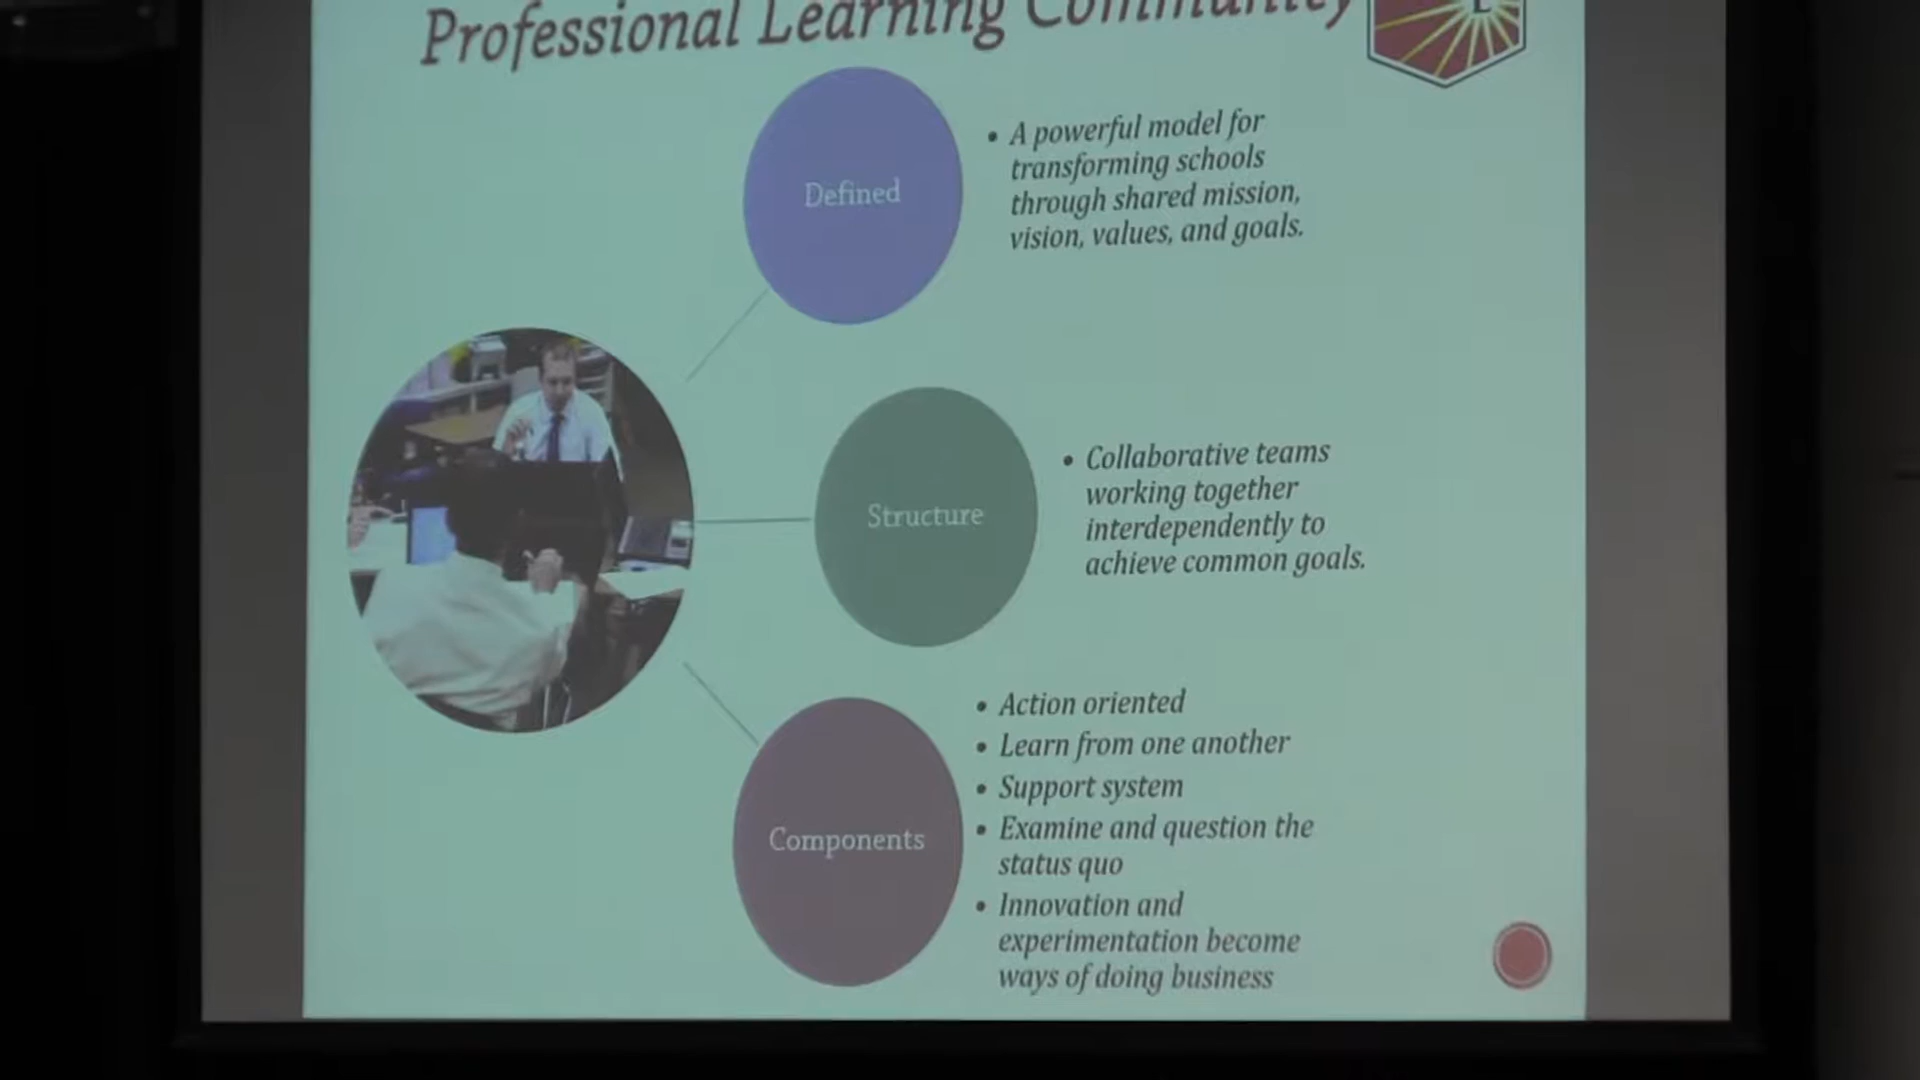 Professional Learning Community
Defined
• A powerful model for
transforming schools
through shared mission,
vision, values, and goals.
Structure
• Collaborative teams
working together
interdependently to
achieve common goals.
Components
• Action oriented
• Learn from one another
• Support system
• Examine and question the
status quo
• Innovation and
experimentation become
ways of doing business